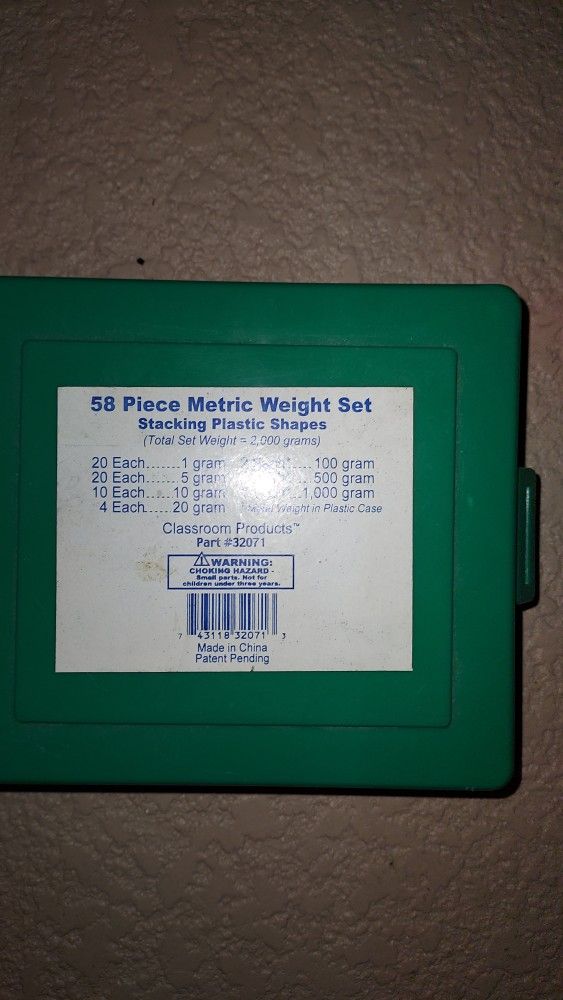 58 Piece Metric Weight Set
Stacking Plastic Shapes
(Total Set Weight = 2,000 grams)
20 Each.......1 gram 100 gram
20 Each.......5 gram 500 gram
10 Each....10 gram 1,000 gram
4 Each.....20 gram Weight in Plastic Case
Classroom Products™
Part #32071
⚠WARNING:
CHOKING HAZARD -
Small parts. Not for
children under three years.
7 43118 32071 3
Made in China
Patent Pending